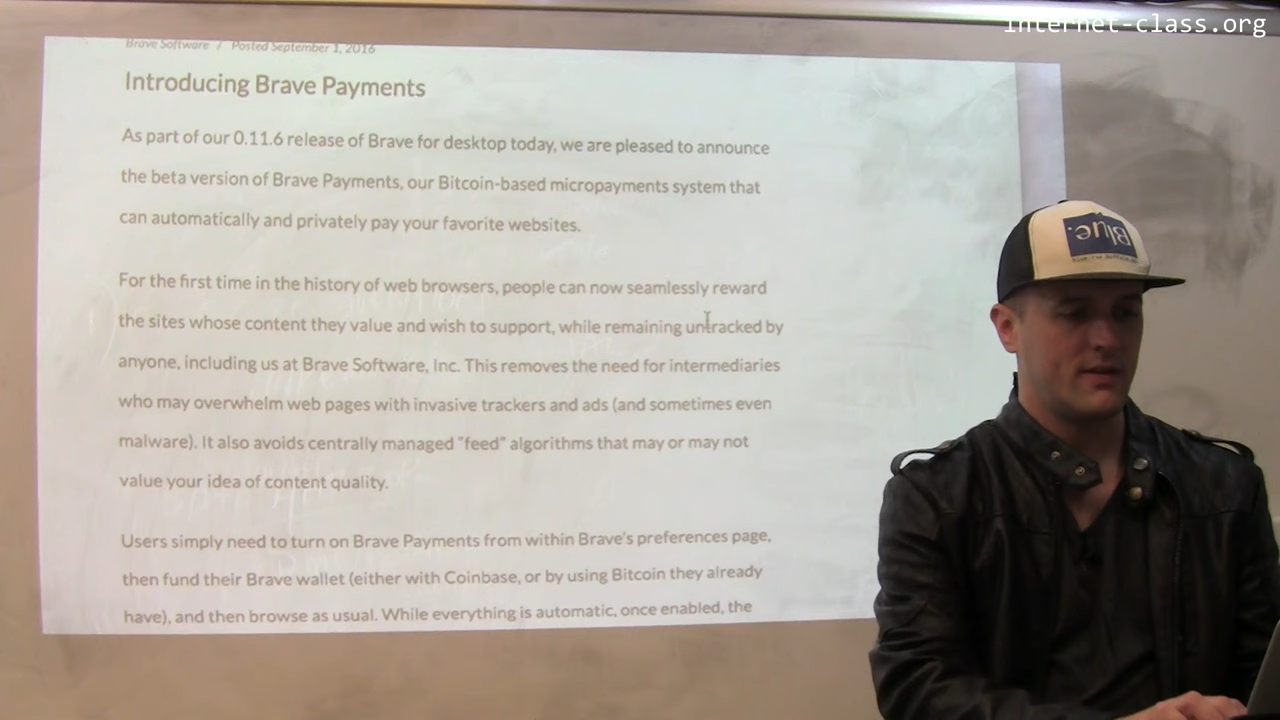 internet-class.org
Brave Software / Posted September 1, 2016
Introducing Brave Payments
As part of our 0.11.6 release of Brave for desktop today, we are pleased to announce
the beta version of Brave Payments, our Bitcoin-based micropayments system that
can automatically and privately pay your favorite websites.
For the first time in the history of web browsers, people can now seamlessly reward
the sites whose content they value and wish to support, while remaining untracked by
anyone, including us at Brave Software, Inc. This removes the need for intermediaries
who may overwhelm web pages with invasive trackers and ads (and sometimes even
malware). It also avoids centrally managed "feed" algorithms that may or may not
value your idea of content quality.
Users simply need to turn on Brave Payments from within Brave's preferences page,
then fund their Brave wallet (either with Coinbase, or by using Bitcoin they already
have), and then browse as usual. While everything is automatic, once enabled, the
Blue.